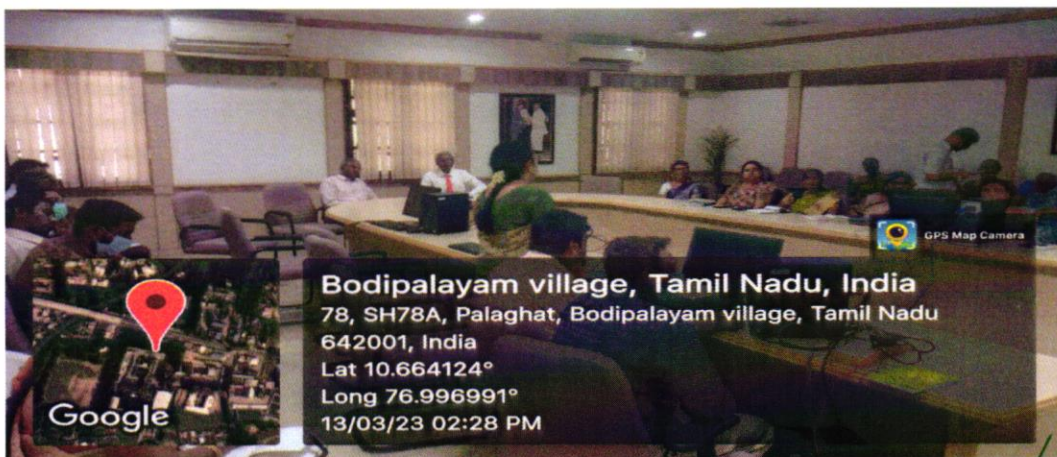 GPS Map Camera
Bodipalayam village, Tamil Nadu, India
78, SH78A, Palaghat, Bodipalayam village, Tamil Nadu
642001, India
Lat 10.664124°
Long 76.996991°
13/03/23 02:28 PM
Google